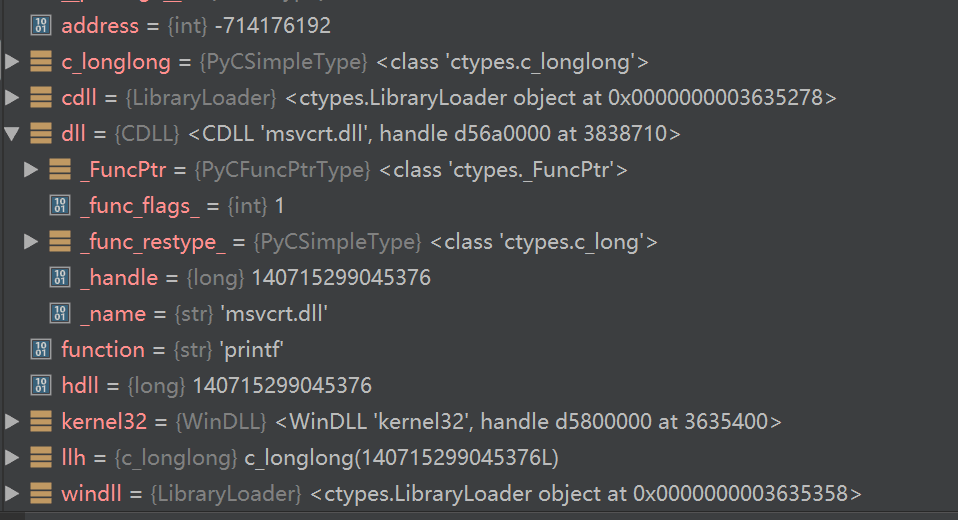 address = {int} -714176192
c_longlong = {PyCSimpleType} <class 'ctypes.c_longlong'>
cdll = {LibraryLoader} <ctypes.LibraryLoader object at 0x0000000003635278>
dll = {CDLL} <CDLL 'msvcrt.dll', handle d56a0000 at 3838710>
_FuncPtr = {PyCFuncPtrType} <class 'ctypes._FuncPtr'>
_func_flags_ = {int} 1
_func_restype_ = {PyCSimpleType} <class 'ctypes.c_long'>
_handle = {long} 140715299045376
_name = {str} 'msvcrt.dll'
function = {str} 'printf'
hdll = {long} 140715299045376
kernel32 = {WinDLL} <WinDLL 'kernel32', handle d5800000 at 3635400>
llh = {c_longlong} c_longlong(140715299045376L)
windll = {LibraryLoader} <ctypes.LibraryLoader object at 0x0000000003635358>